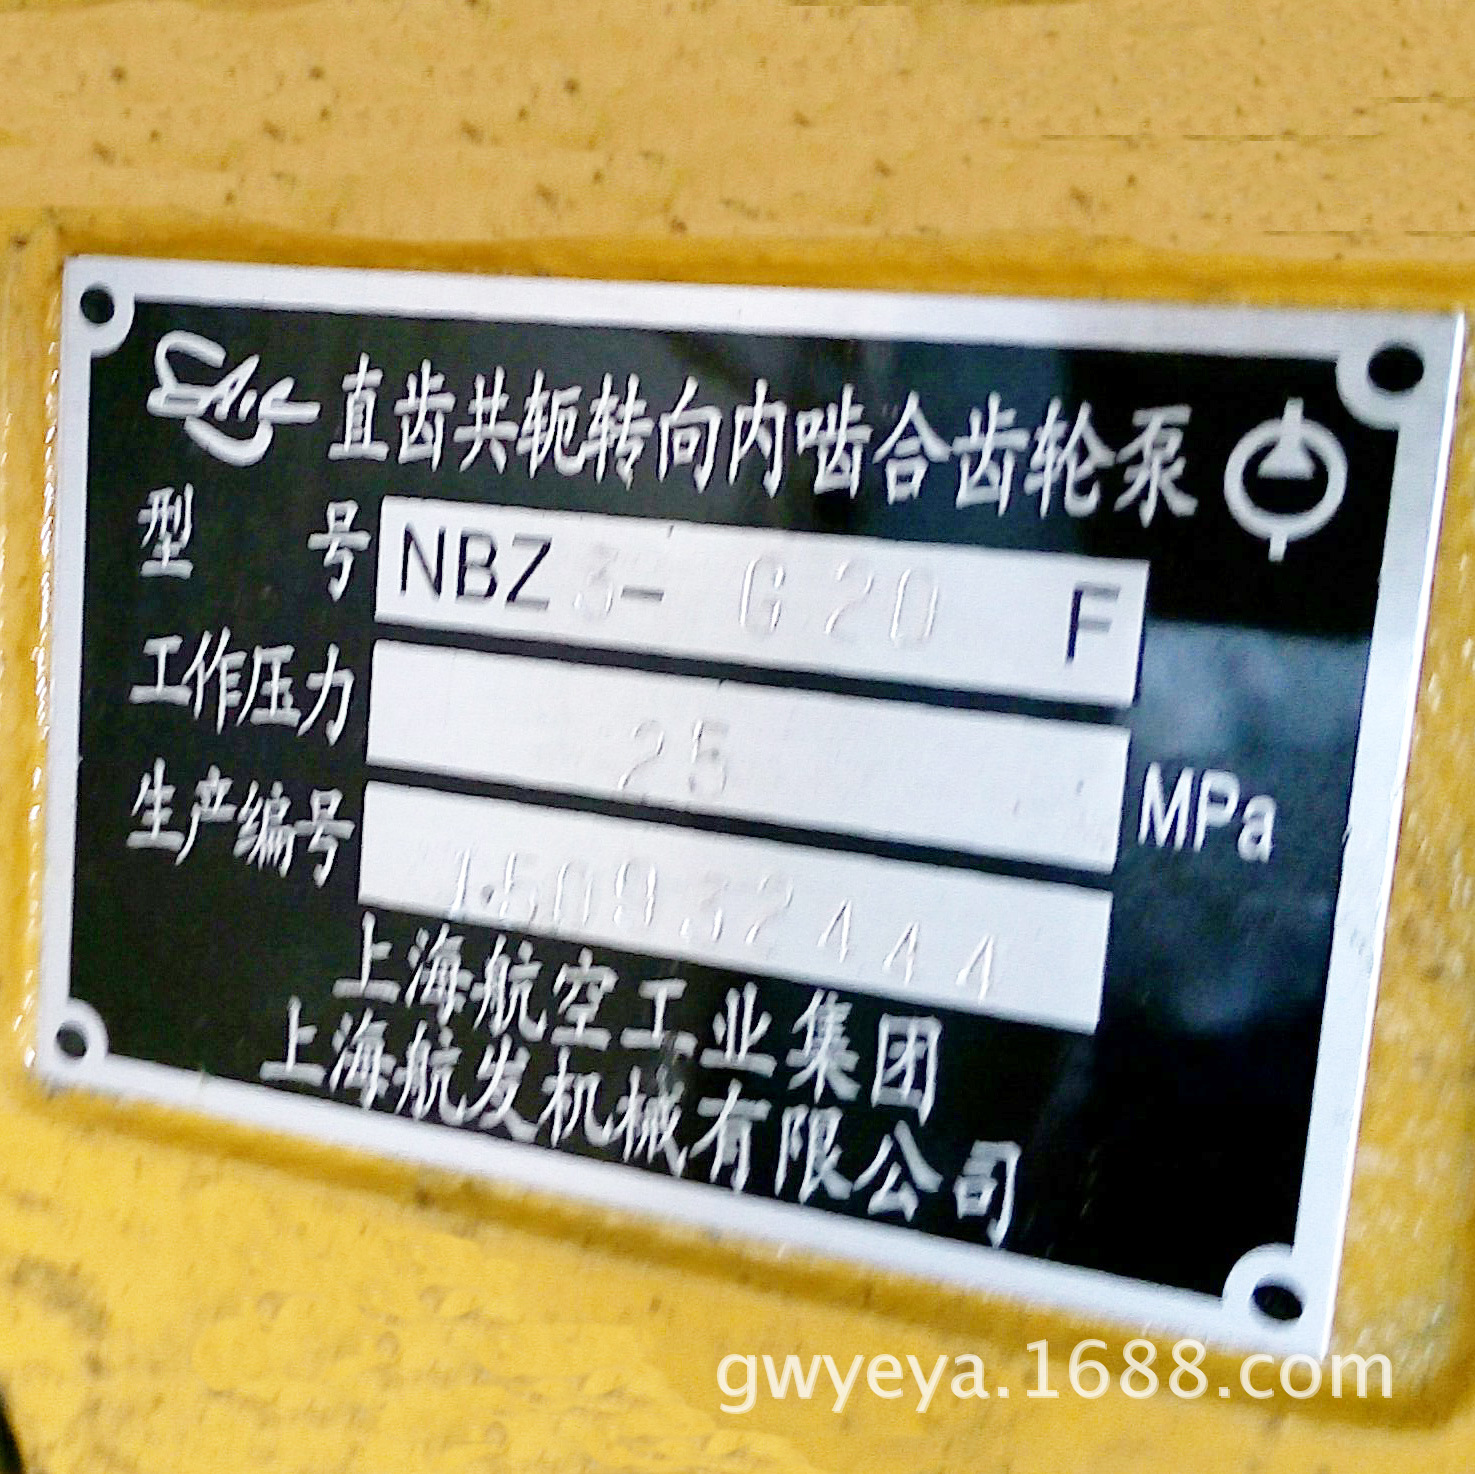 直齿共轭转向内啮合齿轮泵
型 号 NBZ3- G20 F
工作压力 25 MPa
生产编号 150932444
上海航空工业集团
上海航发机械有限公司
gwyeya.1688.com